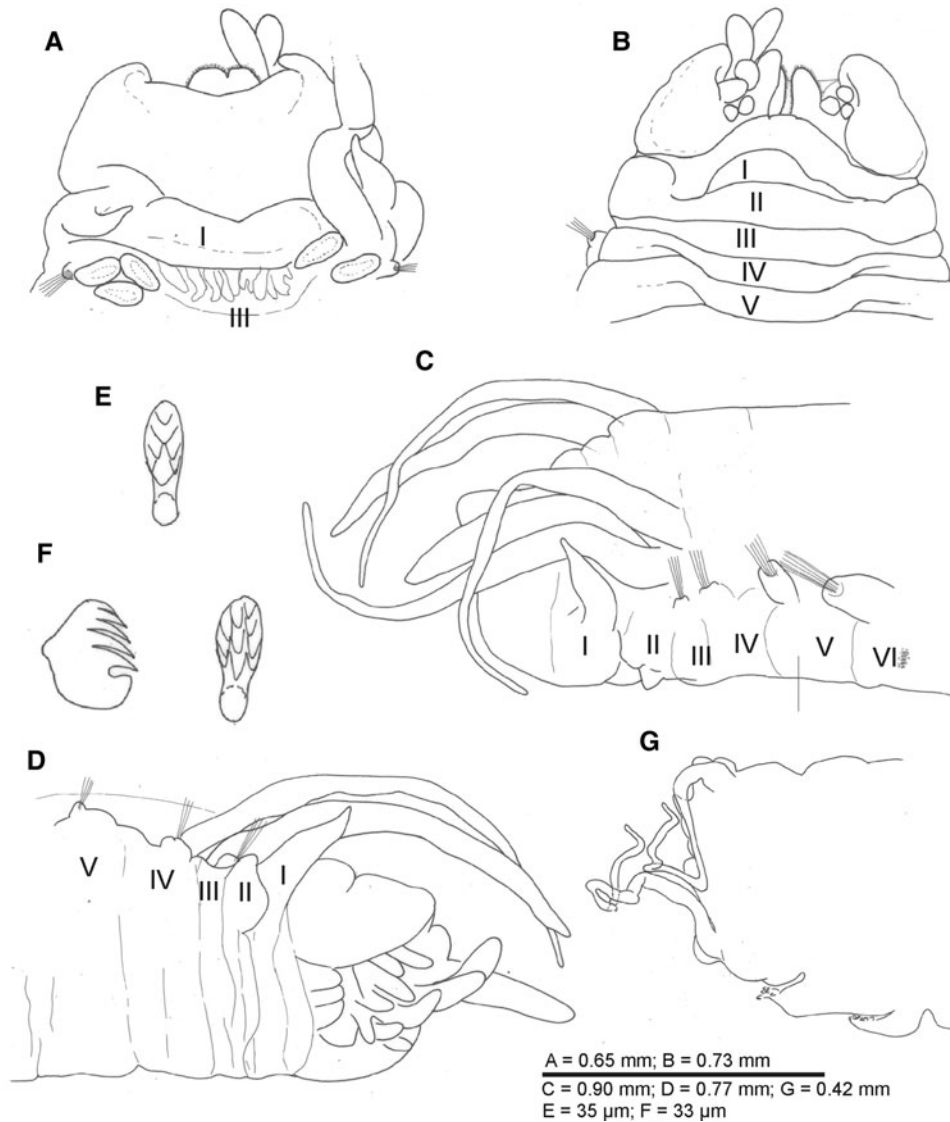 A
B
I
III
I
II
III
IV
V
C
E
F
I
II
III
IV
V
VI
D
G
V
IV
III
II
I
A = 0.65 mm; B = 0.73 mm
C = 0.90 mm; D = 0.77 mm; G = 0.42 mm
E = 35 µm; F = 33 µm